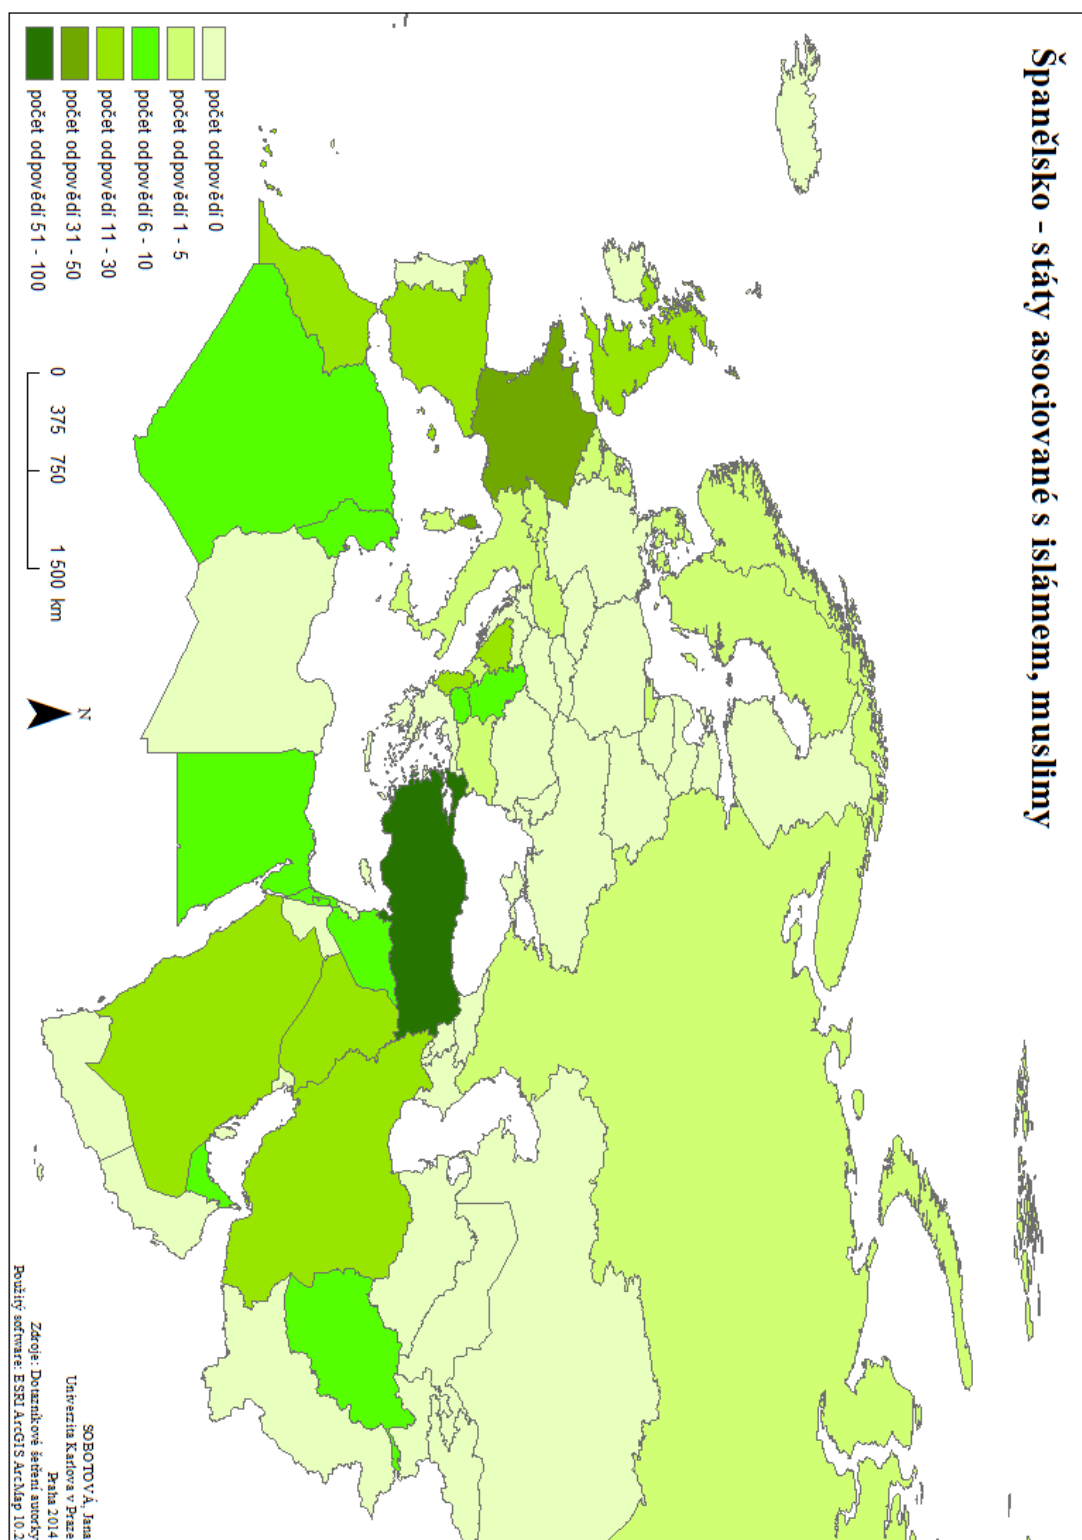 Španělsko - státy asociované s islámem, muslimy
počet odpovědí 0
počet odpovědí 1 - 5
počet odpovědí 6 - 10
počet odpovědí 11 - 30
počet odpovědí 31 - 50
počet odpovědí 51 - 100
0 375 750 1 500 km
N
SOBOTOVÁ, Jana
Univerzita Karlova v Praze
Praha 2014
Zdroje: Dotazníkové šetření autorky
Použitý software: ESRI ArcGIS ArcMap 10.2